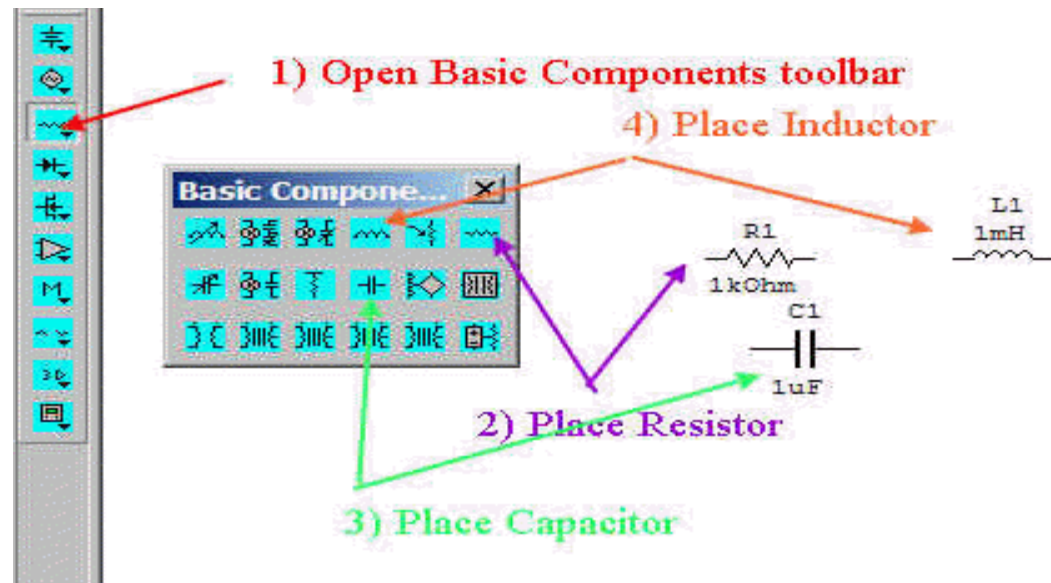 1) Open Basic Components toolbar
4) Place Inductor
Basic Compone...
L1
1mH
R1
1kOhm
C1
1uF
2) Place Resistor
3) Place Capacitor